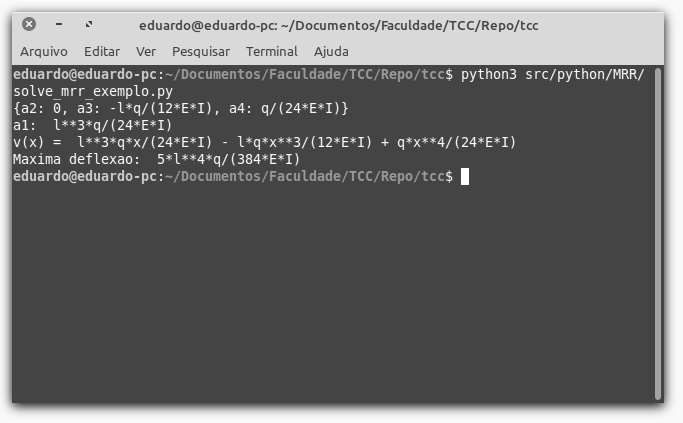 eduardo@eduardo-pc: ~/Documentos/Faculdade/TCC/Repo/tcc
Arquivo Editar Ver Pesquisar Terminal Ajuda
eduardo@eduardo-pc:~/Documentos/Faculdade/TCC/Repo/tcc$ python3 src/python/MRR/
solve_mrr_exemplo.py
{a2: 0, a3: -l*q/(12*E*I), a4: q/(24*E*I)}
a1:  l**3*q/(24*E*I)
v(x) =  l**3*q*x/(24*E*I) - l*q*x**3/(12*E*I) + q*x**4/(24*E*I)
Maxima deflexao:  5*l**4*q/(384*E*I)
eduardo@eduardo-pc:~/Documentos/Faculdade/TCC/Repo/tcc$